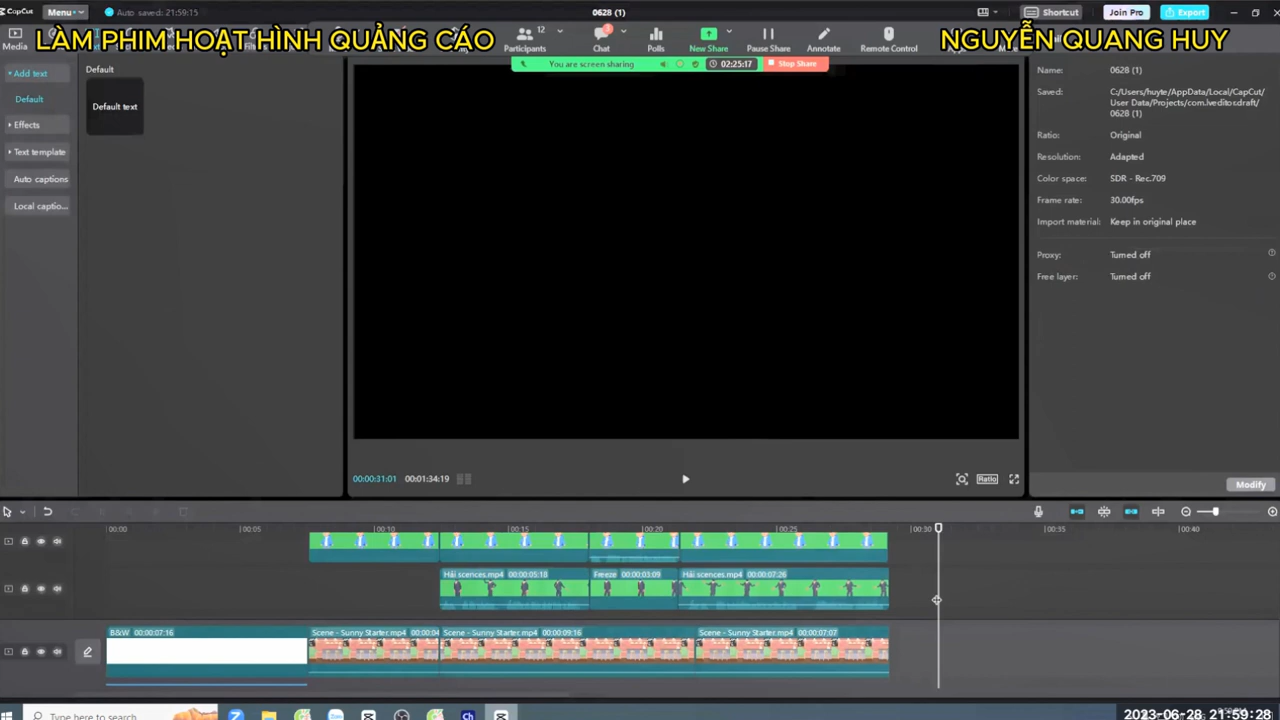 CapCut
Menu
Auto saved: 21:59:15
0628 (1)
Shortcut
Join Pro
Export
LÀM PHIM HOẠT HÌNH QUẢNG CÁO
NGUYỄN QUANG HUY
Media
Participants
12
Chat
Polls
New Share
Pause Share
Annotate
Remote Control
You are screen sharing
02:25:17
Stop Share
Add text
Default
Effects
Text template
Auto captions
Local captio...
Default
Default text
Name:
0628 (1)
Saved:
C:/Users/huyte/AppData/Local/CapCut/
User Data/Projects/com.lveditor.draft/
0628 (1)
Ratio:
Original
Resolution:
Adapted
Color space:
SDR - Rec.709
Frame rate:
30.00fps
Import material:
Keep in original place
Proxy:
Turned off
Free layer:
Turned off
Modify
00:00:31:01
00:01:34:19
Ratio
00:00
00:05
00:10
00:15
00:20
00:25
00:30
00:35
00:40
Hải scences.mp4 00:00:05:18
Freeze 00:00:03:09
Hải scences.mp4 00:00:07:26
B&W 00:00:07:16
Scene - Sunny Starter.mp4 00:00:04
Scene - Sunny Starter.mp4 00:00:09:16
Scene - Sunny Starter.mp4 00:00:07:07
Type here to search
2023-06-28 21:59:28